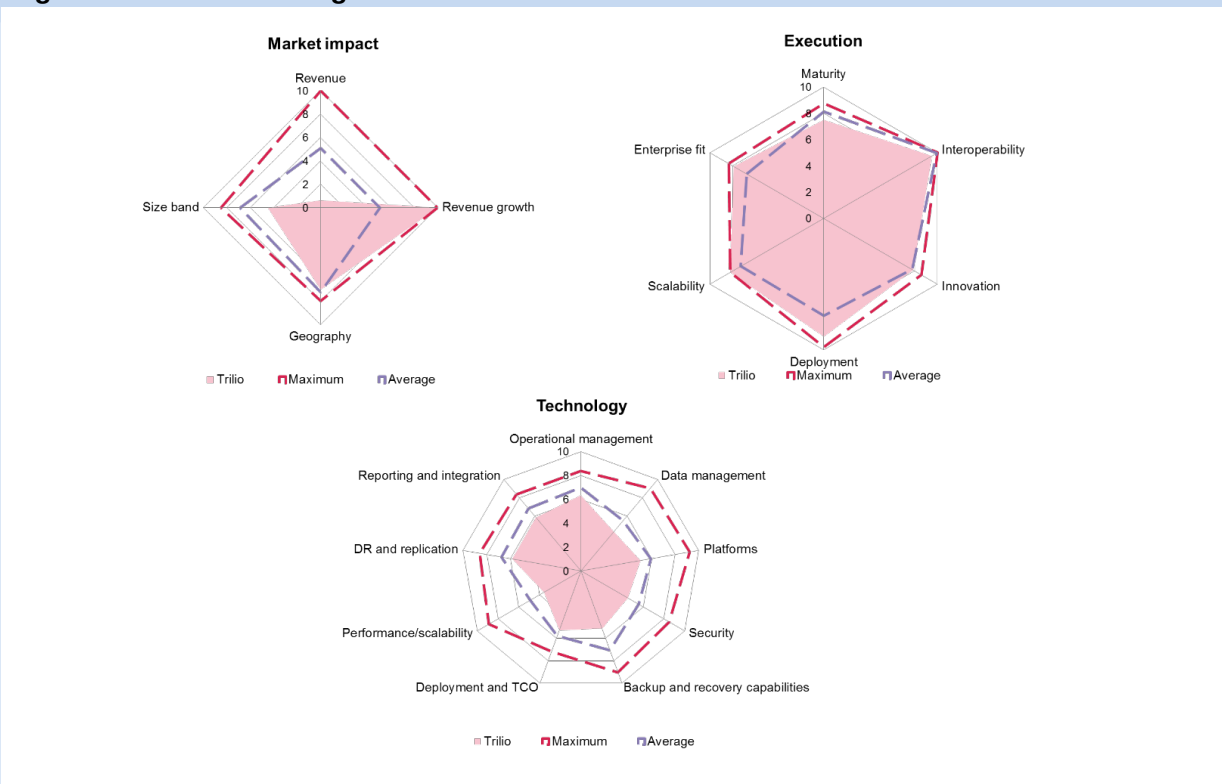 Market impact
Revenue
10
8
6
4
2
0
Size band
Revenue growth
Geography
Trilio Maximum Average
Execution
Maturity
10
8
6
4
2
0
Enterprise fit
Interoperability
Scalability
Innovation
Deployment
Trilio Maximum Average
Technology
Operational management
10
8
6
4
2
0
Reporting and integration
Data management
DR and replication
Platforms
Performance/scalability
Security
Deployment and TCO
Backup and recovery capabilities
Trilio Maximum Average